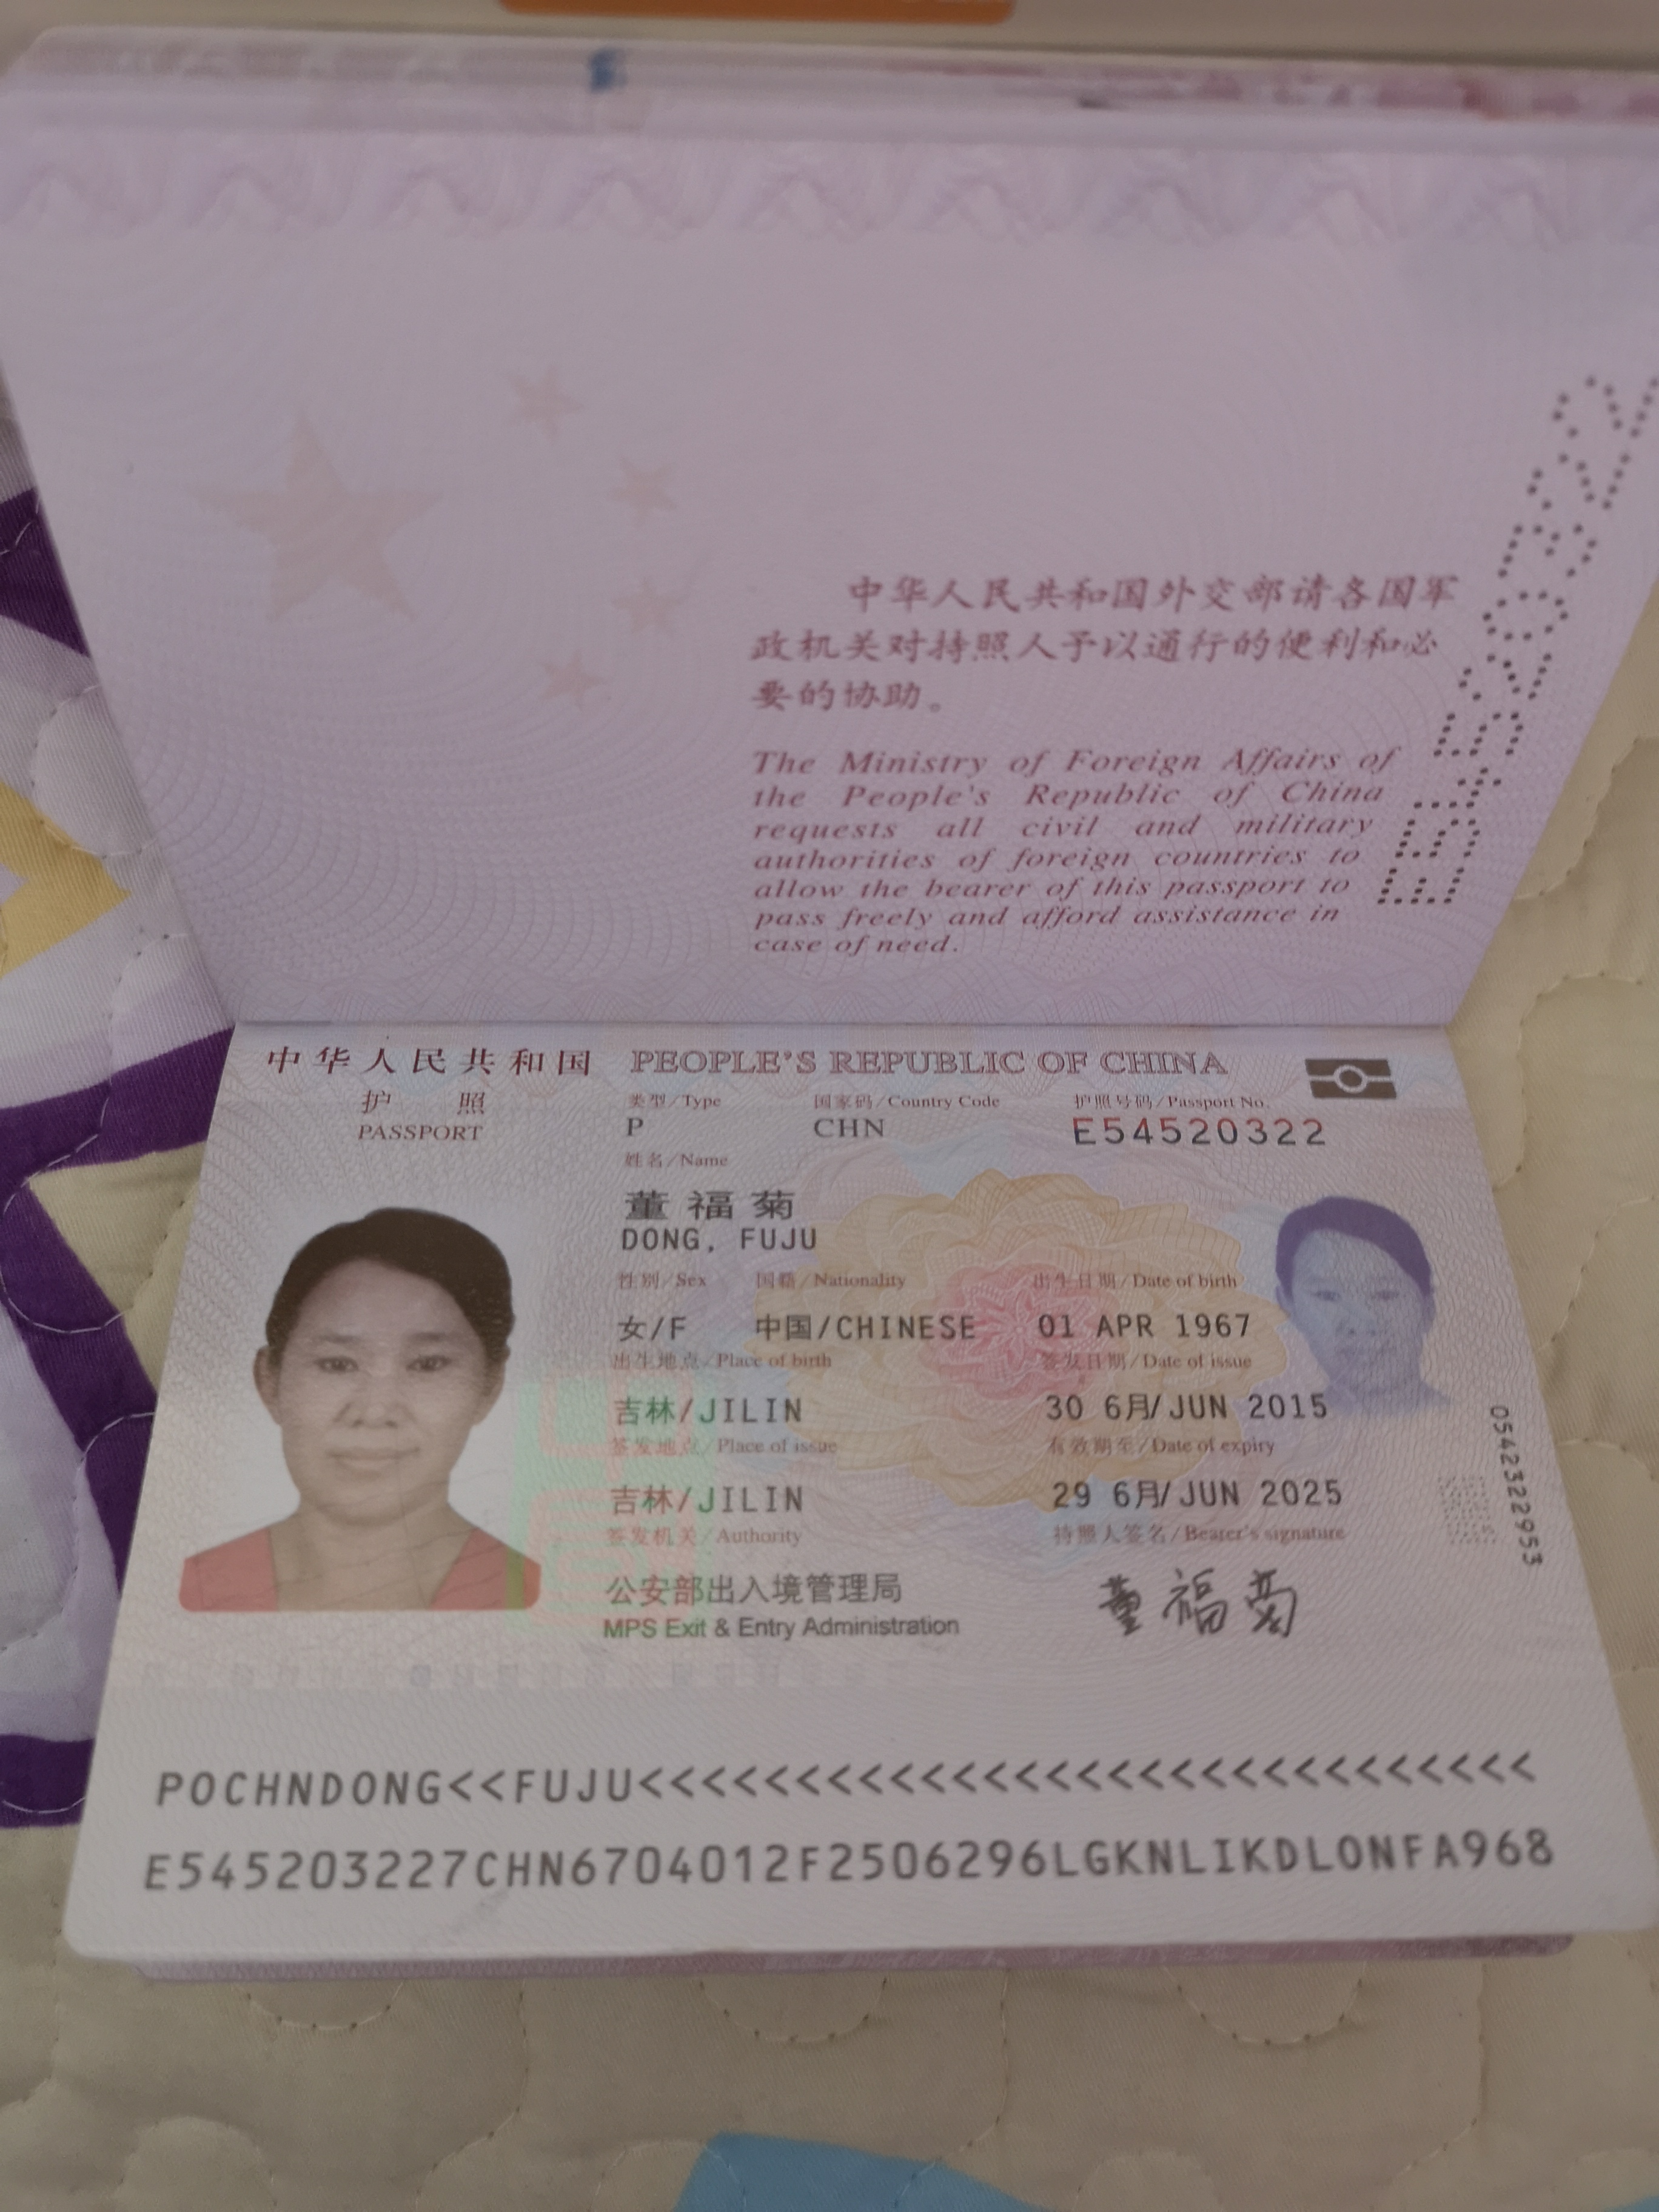 中华人民共和国外交部请各国军
政机关对持照人予以通行的便利和必
要的协助。
The Ministry of Foreign Affairs of
the People's Republic of China
requests all civil and military
authorities of foreign countries to
allow the bearer of this passport to
pass freely and afford assistance in
case of need.
E54520322
中华人民共和国 PEOPLE'S REPUBLIC OF CHINA
护照 类型/Type 国家码/Country Code 护照号码/Passport No.
PASSPORT P CHN E54520322
姓名/Name
董福菊
DONG, FUJU
性别/Sex 国籍/Nationality 出生日期/Date of birth
女/F 中国/CHINESE 01 APR 1967
出生地点/Place of birth 签发日期/Date of issue
吉林/JILIN 30 6月/JUN 2015
签发地点/Place of issue 有效期至/Date of expiry
吉林/JILIN 29 6月/JUN 2025
签发机关/Authority 持照人签名/Bearer's signature
公安部出入境管理局 董福菊
MPS Exit & Entry Administration
0542322953
POCHNDONG<<FUJU<<<<<<<<<<<<<<<<<<<<<<<<<<<<<
E545203227CHN6704012F2506296LGKNLIKDLONFA968